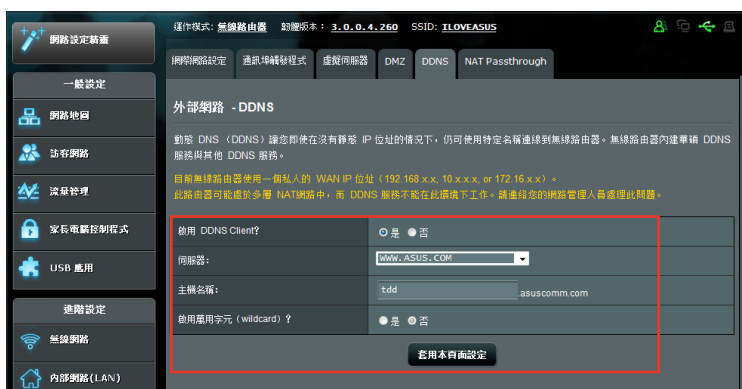 運作模式: 無線路由器 韌體版本: 3.0.0.4.260 SSID: ILOVEASUS
網路設定精靈
網際網路設定 通訊埠觸發程式 虛擬伺服器 DMZ DDNS NAT Passthrough
一般設定
網路地圖
訪客網路
流量管理
家長電腦控制程式
USB 應用
進階設定
無線網路
內部網路(LAN)
外部網路 - DDNS
動態 DNS (DDNS) 讓您即使在沒有靜態 IP 位址的情況下,仍可使用特定名稱連線到無線路由器。無線路由器內建華碩 DDNS
服務與其他 DDNS 服務。
目前無線路由器使用一個私人的 WAN IP 位址 (192.168.x.x, 10.x.x.x, or 172.16.x.x)。
此路由器可能處於多層 NAT網路中,而 DDNS 服務不能在此環境下工作。請連絡您的網路管理人員處理此問題。
啟用 DDNS Client? 是 否
伺服器: WWW.ASUS.COM
主機名稱: tdd .asuscomm.com
啟用萬用字元 (wildcard)? 是 否
套用本頁面設定